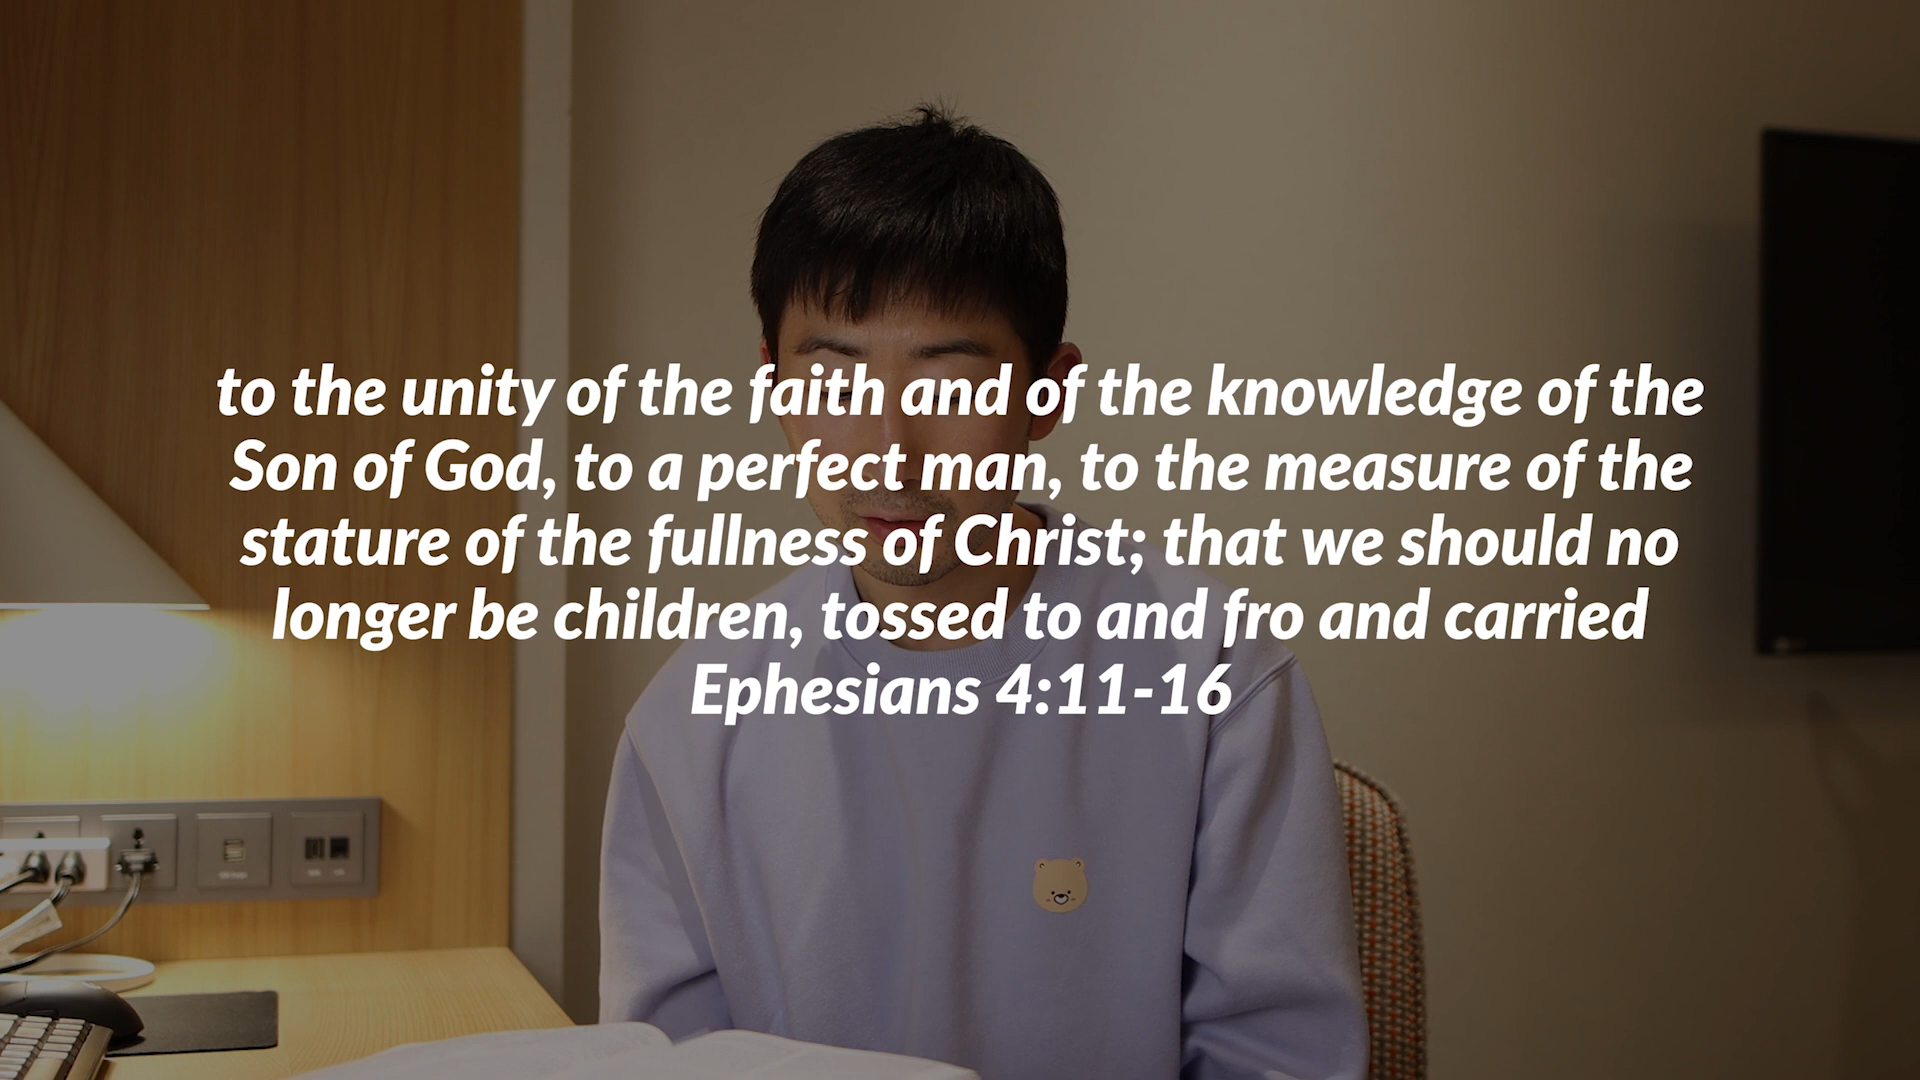 to the unity of the faith and of the knowledge of the
Son of God, to a perfect man, to the measure of the
stature of the fullness of Christ; that we should no
longer be children, tossed to and fro and carried
Ephesians 4:11-16